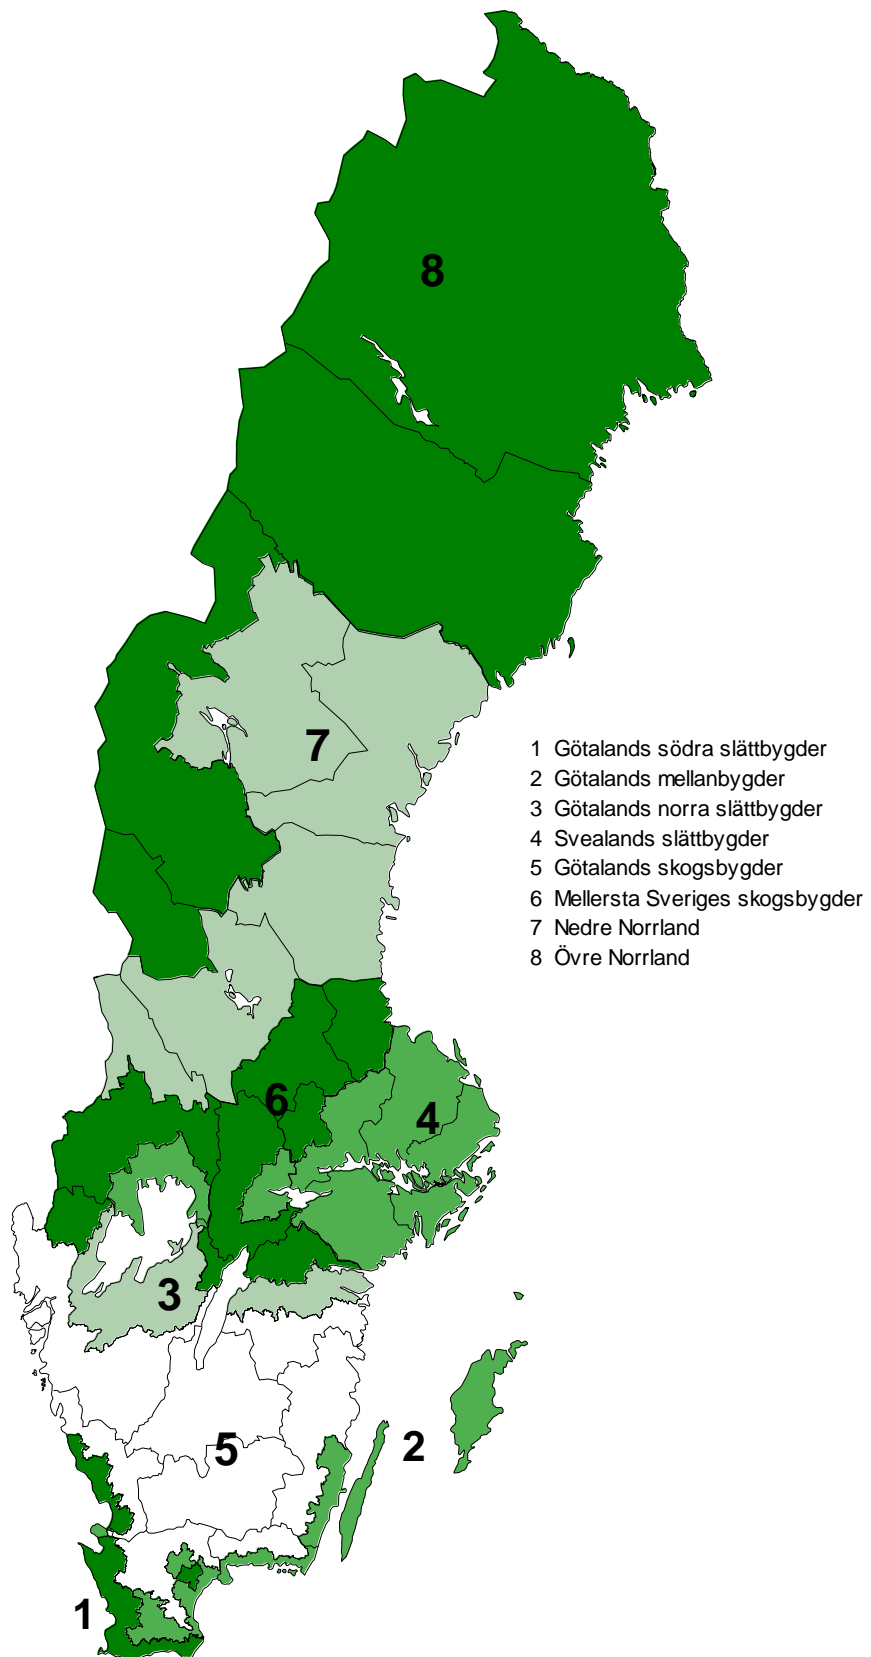 8
7
1 Götalands södra slättbygder
2 Götalands mellanbygder
3 Götalands norra slättbygder
4 Svealands slättbygder
5 Götalands skogsbygder
6 Mellersta Sveriges skogsbygder
7 Nedre Norrland
8 Övre Norrland
6
4
3
5
2
1